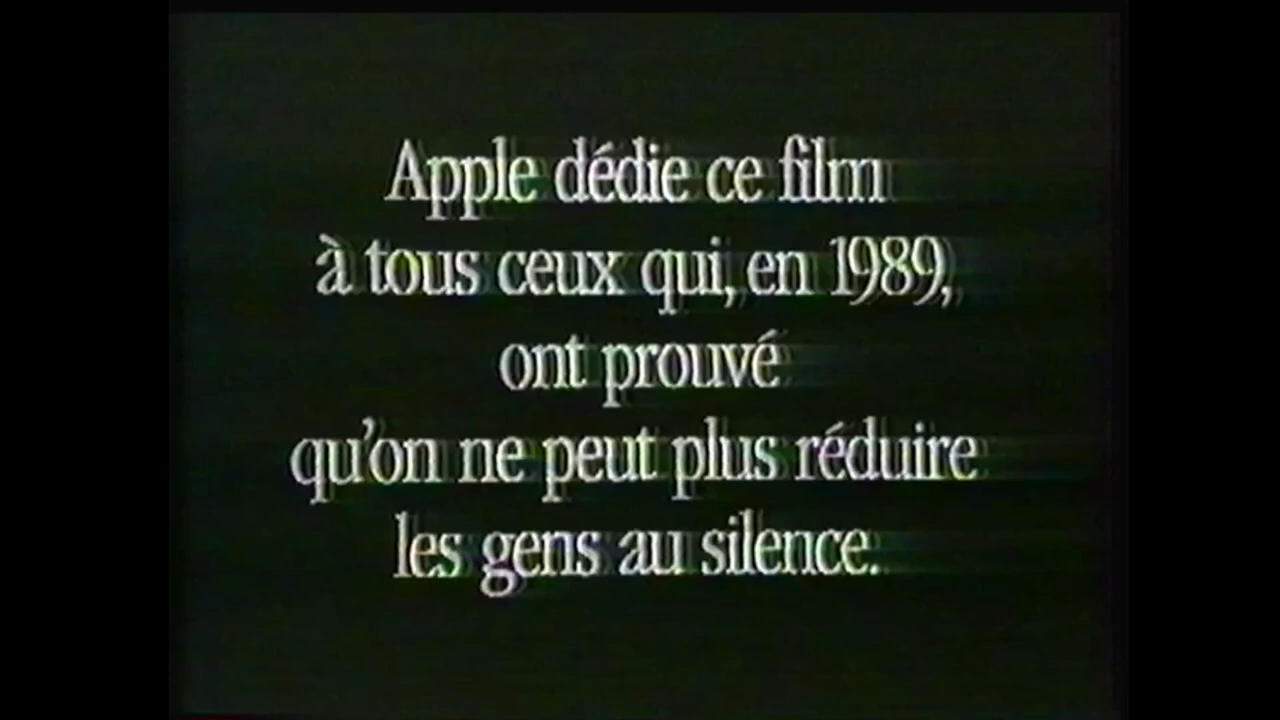 Apple dédie ce film
à tous ceux qui, en 1989,
ont prouvé
qu'on ne peut plus réduire
les gens au silence.